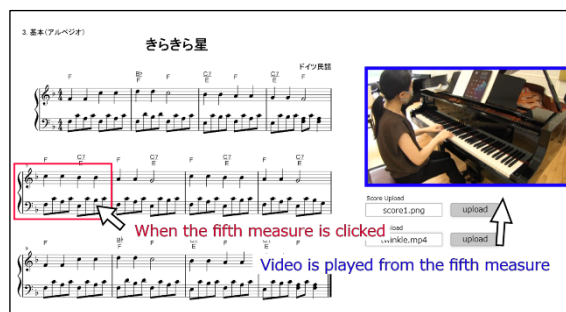 3. 基本(アルペジオ)
きらきら星
ドイツ民謡
F B♭ F C7 F C7 F
E E
F C7 F C7 F C7 F C7
E E E E
When the fifth measure is clicked
F B♭ F F
Score Upload
score1.png upload
load
twinkle.mp4 upload
Video is played from the fifth measure